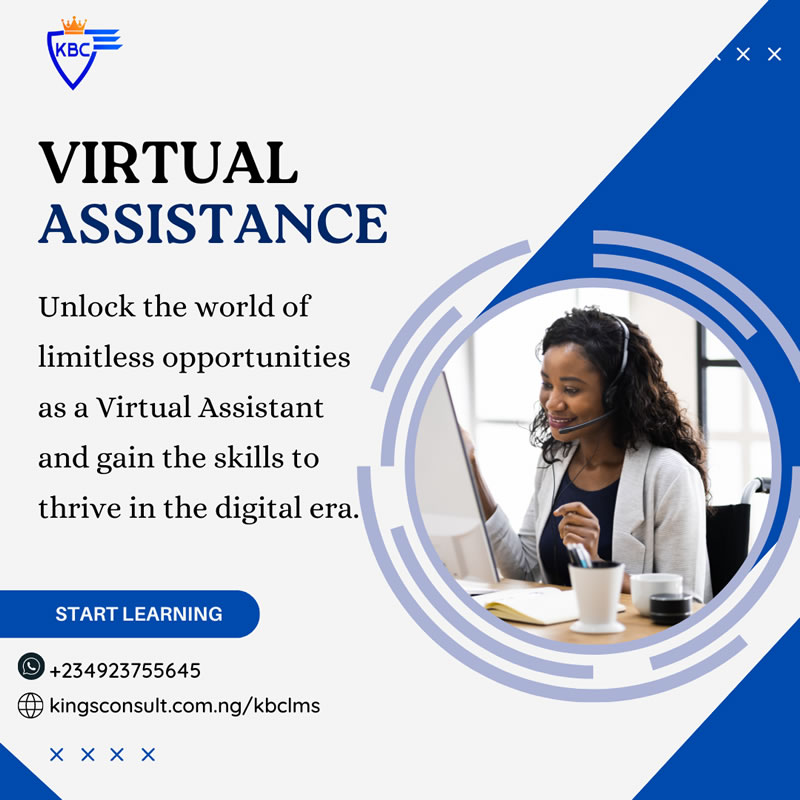 KBC
VIRTUAL
ASSISTANCE
Unlock the world of
limitless opportunities
as a Virtual Assistant
and gain the skills to
thrive in the digital era.
START LEARNING
+234923755645
kingsconsult.com.ng/kbclms